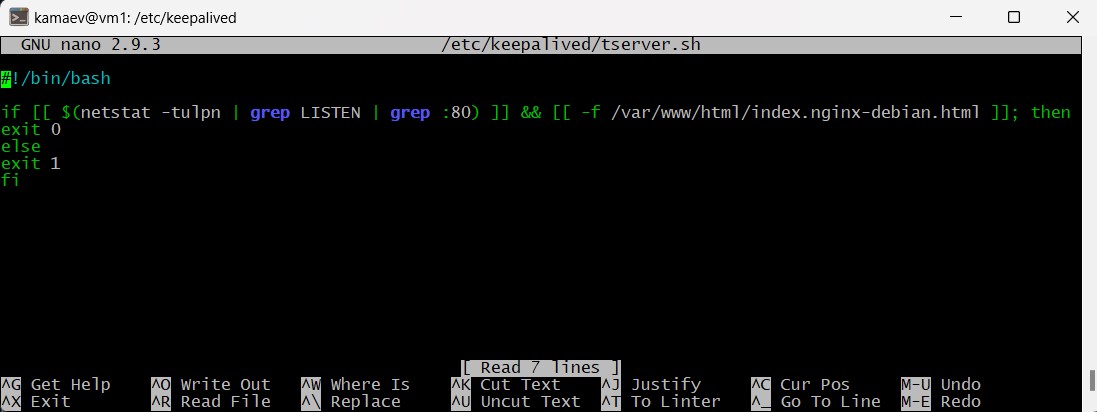 kamaev@vm1: /etc/keepalived
GNU nano 2.9.3 /etc/keepalived/tserver.sh
#!/bin/bash
if [[ $(netstat -tulpn | grep LISTEN | grep :80) ]] && [[ -f /var/www/html/index.nginx-debian.html ]]; then
exit 0
else
exit 1
fi
[ Read 7 lines ]
^G Get Help ^O Write Out ^W Where Is ^K Cut Text ^J Justify ^C Cur Pos M-U Undo
^X Exit ^R Read File ^\ Replace ^U Uncut Text ^T To Linter ^_ Go To Line M-E Redo